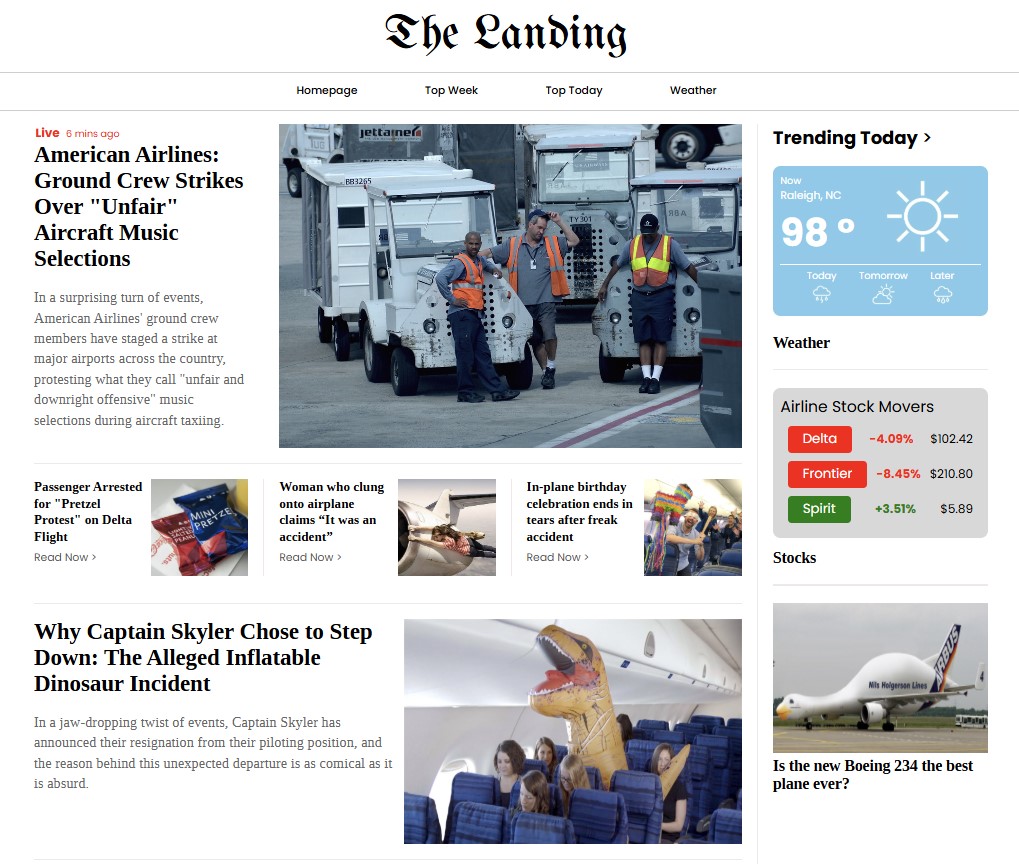 The Landing
Homepage
Top Week
Top Today
Weather
Live 6 mins ago
American Airlines:
Ground Crew Strikes
Over "Unfair"
Aircraft Music
Selections
In a surprising turn of events,
American Airlines' ground crew
members have staged a strike at
major airports across the country,
protesting what they call "unfair and
downright offensive" music
selections during aircraft taxiing.
jettainer
BB3265
TY301
Passenger Arrested
for "Pretzel
Protest" on Delta
Flight
Read Now >
MINI
PRETZE
Woman who clung
onto airplane
claims “It was an
accident”
Read Now >
In-plane birthday
celebration ends in
tears after freak
accident
Read Now >
Why Captain Skyler Chose to Step
Down: The Alleged Inflatable
Dinosaur Incident
In a jaw-dropping twist of events, Captain Skyler has
announced their resignation from their piloting position, and
the reason behind this unexpected departure is as comical as it
is absurd.
Trending Today >
Now
Raleigh, NC
98 °
Today
Tomorrow
Later
Weather
Airline Stock Movers
Delta -4.09% $102.42
Frontier -8.45% $210.80
Spirit +3.51% $5.89
Stocks
Nils Holgerson Lines
AIRBUS
4
Is the new Boeing 234 the best
plane ever?